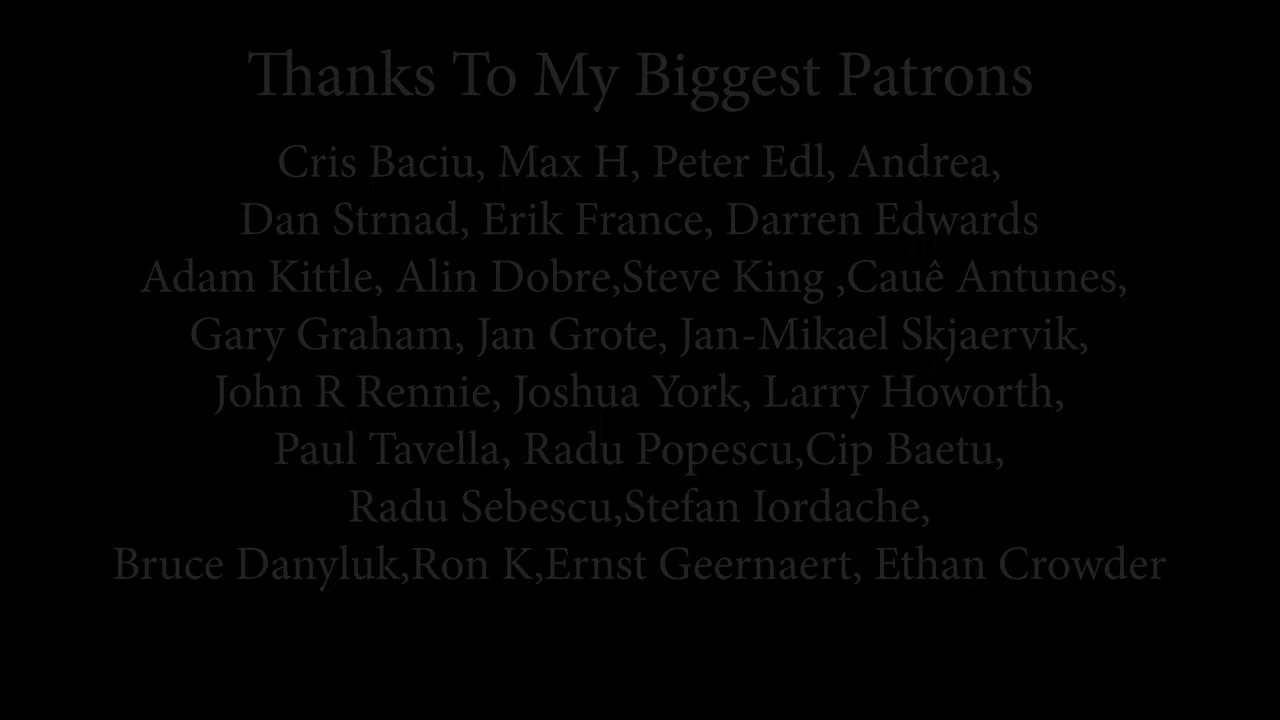 Thanks To My Biggest Patrons
Cris Baciu, Max H, Peter Edl, Andrea,
Dan Strnad, Erik France, Darren Edwards
Adam Kittle, Alin Dobre,Steve King ,Cauê Antunes,
Gary Graham, Jan Grote, Jan-Mikael Skjaervik,
John R Rennie, Joshua York, Larry Howorth,
Paul Tavella, Radu Popescu,Cip Baetu,
Radu Sebescu,Stefan Iordache,
Bruce Danyluk,Ron K,Ernst Geernaert, Ethan Crowder